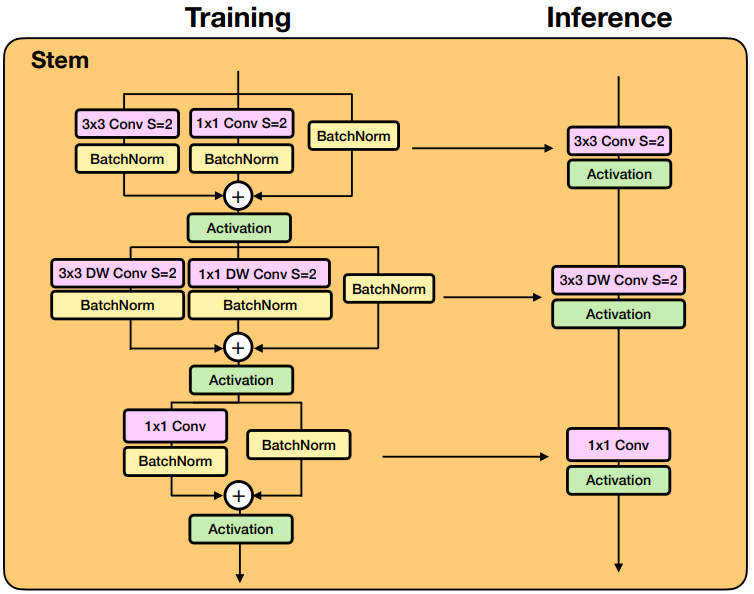 Training
Inference
Stem
3x3 Conv S=2
1x1 Conv S=2
BatchNorm
BatchNorm
BatchNorm
+
Activation
3x3 Conv S=2
Activation
3x3 DW Conv S=2
1x1 DW Conv S=2
BatchNorm
BatchNorm
BatchNorm
+
Activation
3x3 DW Conv S=2
Activation
1x1 Conv
BatchNorm
BatchNorm
+
Activation
1x1 Conv
Activation